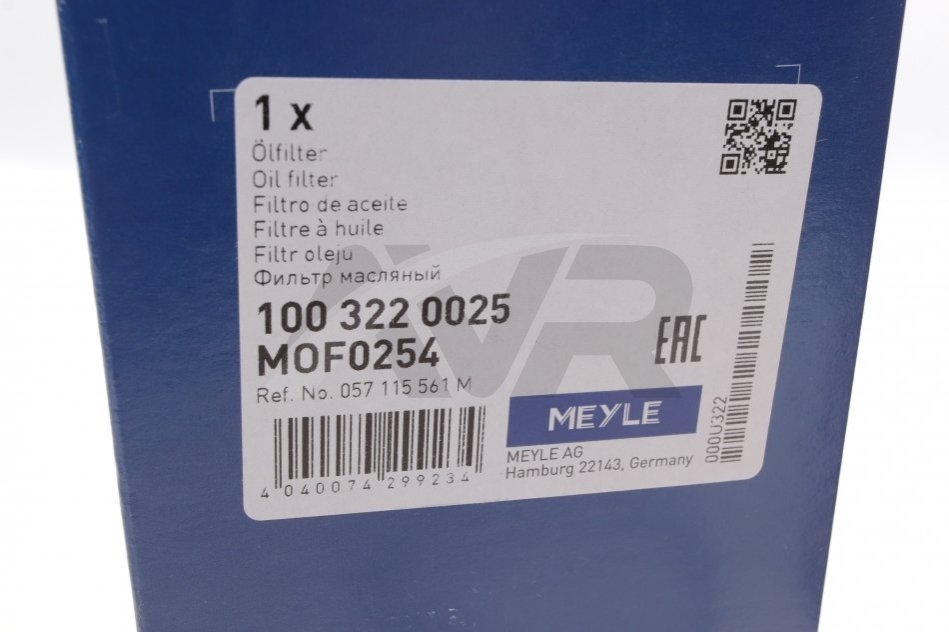 1 x
Ölfilter
Oil filter
Filtro de aceite
Filtre à huile
Filtr oleju
Фильтр масляный
100 322 0025
MOF0254
Ref. No. 057 115 561 M
4 040074 299234
EAC
MEYLE
MEYLE AG
Hamburg 22143, Germany
000U322
AVR